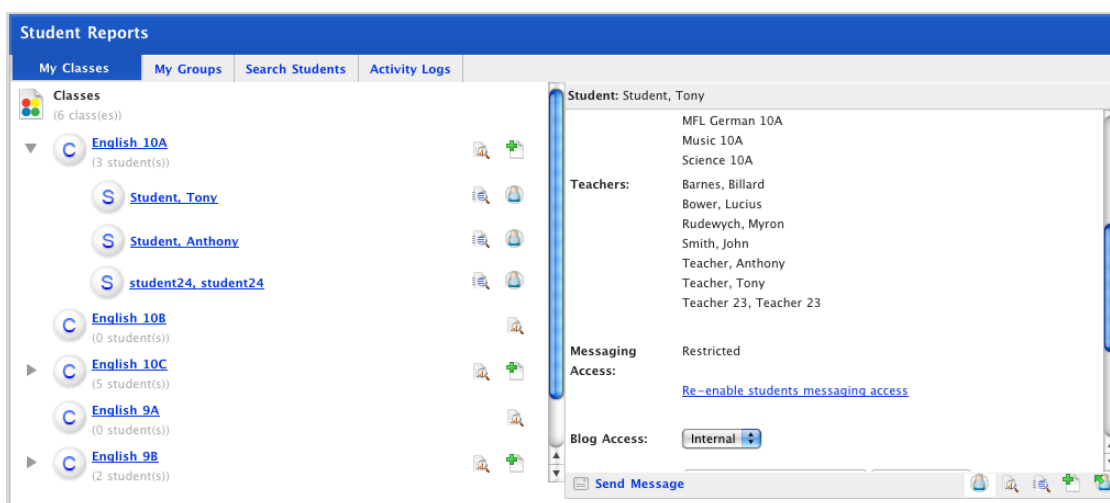 Student Reports
My Classes
My Groups
Search Students
Activity Logs
Classes
(6 class(es))
C
English 10A
(3 student(s))
S
Student, Tony
S
Student, Anthony
S
student24, student24
C
English 10B
(0 student(s))
C
English 10C
(5 student(s))
C
English 9A
(0 student(s))
C
English 9B
(2 student(s))
Student: Student, Tony
MFL German 10A
Music 10A
Science 10A
Teachers: Barnes, Billard
Bower, Lucius
Rudewych, Myron
Smith, John
Teacher, Anthony
Teacher, Tony
Teacher 23, Teacher 23
Messaging Restricted
Access:
Re-enable students messaging access
Blog Access: Internal
Send Message